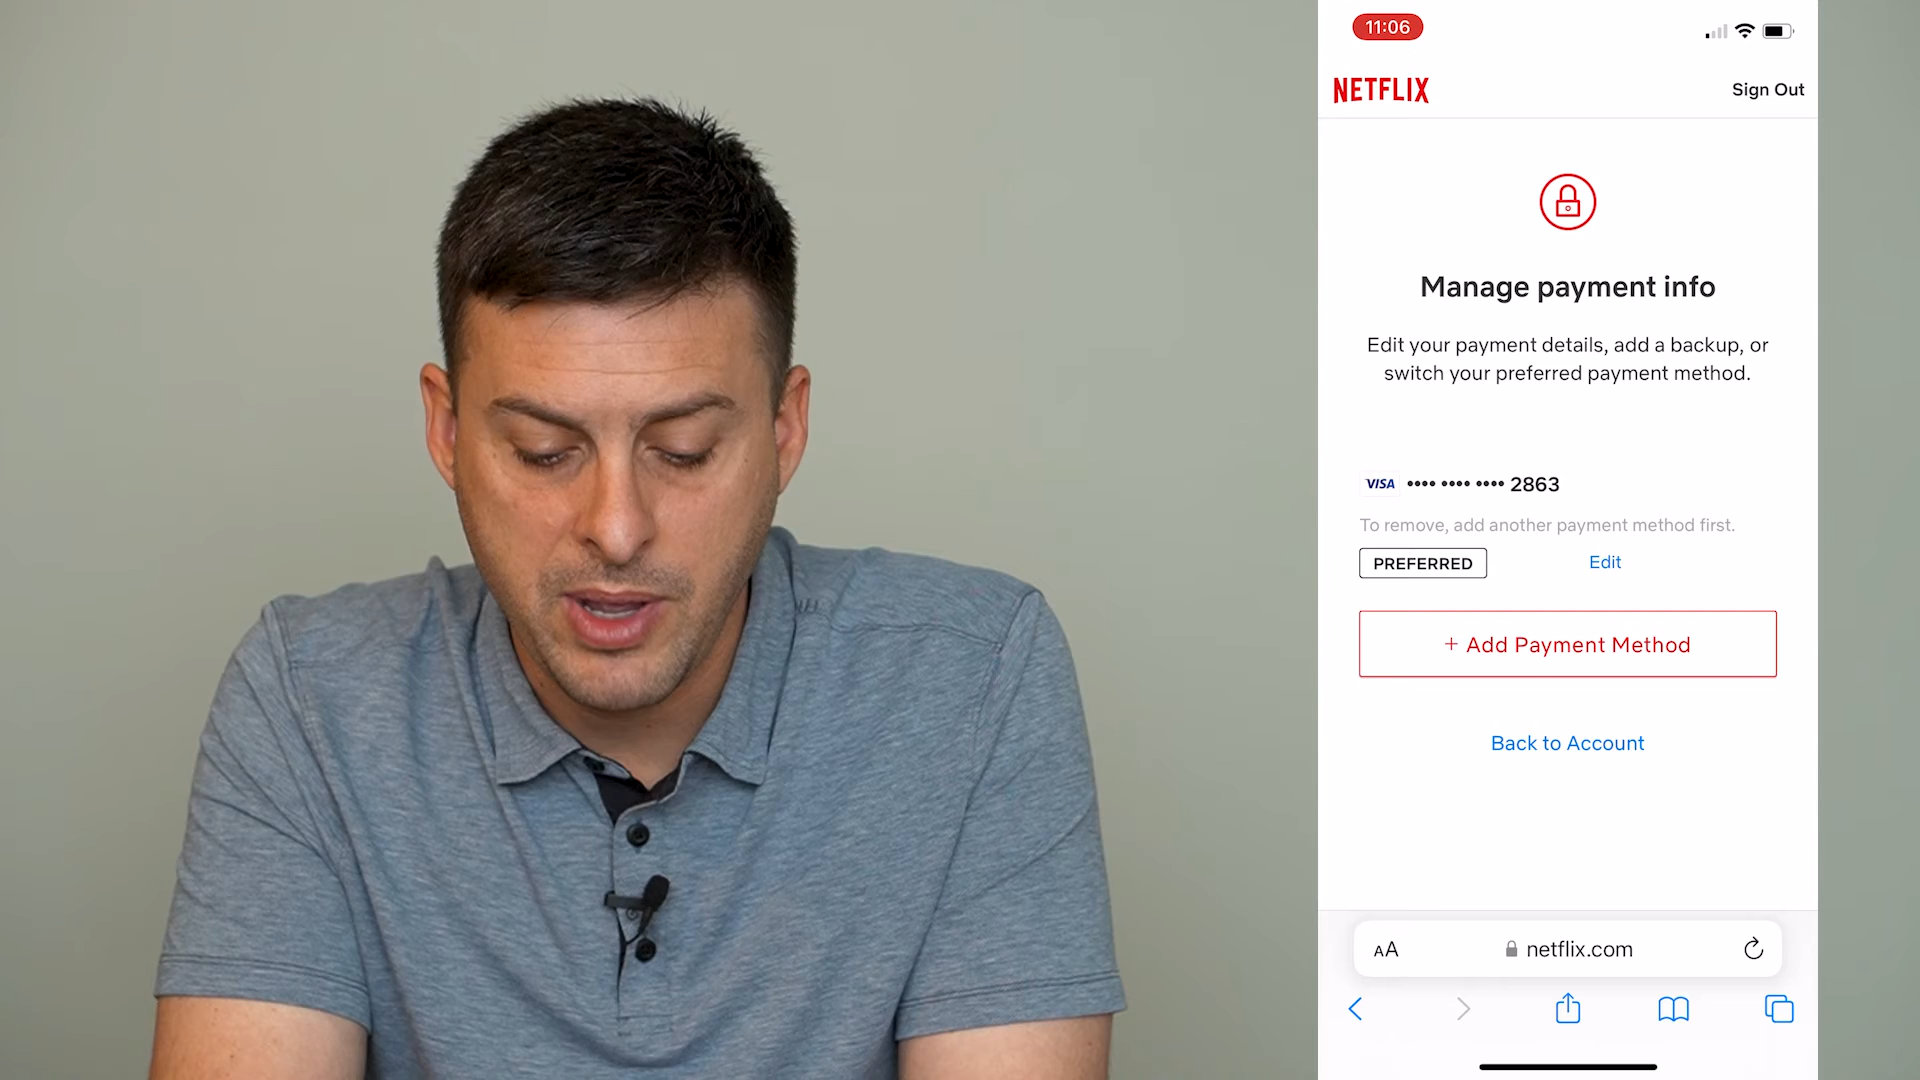 11:06
NETFLIX
Sign Out
Manage payment info
Edit your payment details, add a backup, or
switch your preferred payment method.
VISA •••• •••• •••• 2863
To remove, add another payment method first.
PREFERRED
Edit
+ Add Payment Method
Back to Account
AA
netflix.com